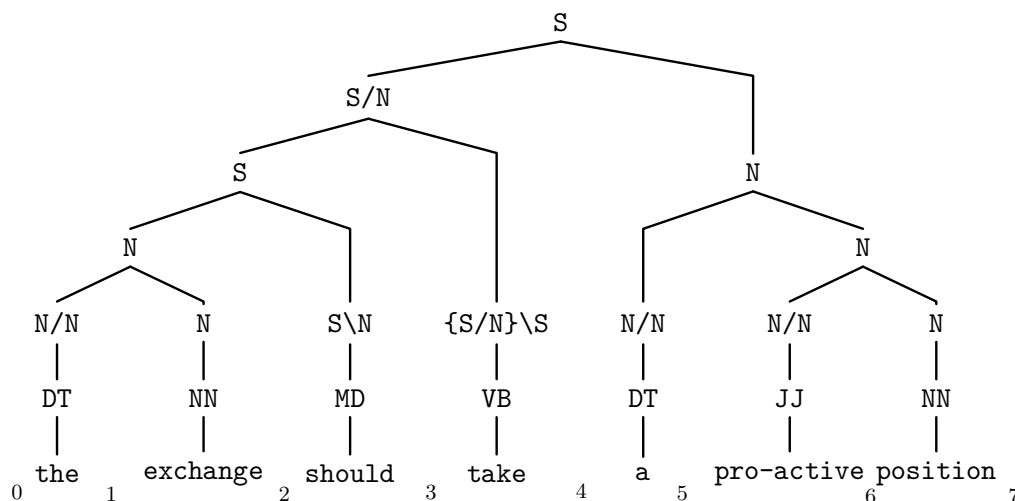 S
S/N
S N
N N
N/N N S\N {S/N}\S N/N N/N N
DT NN MD VB DT JJ NN
the exchange should take a pro-active position
0 1 2 3 4 5 6 7